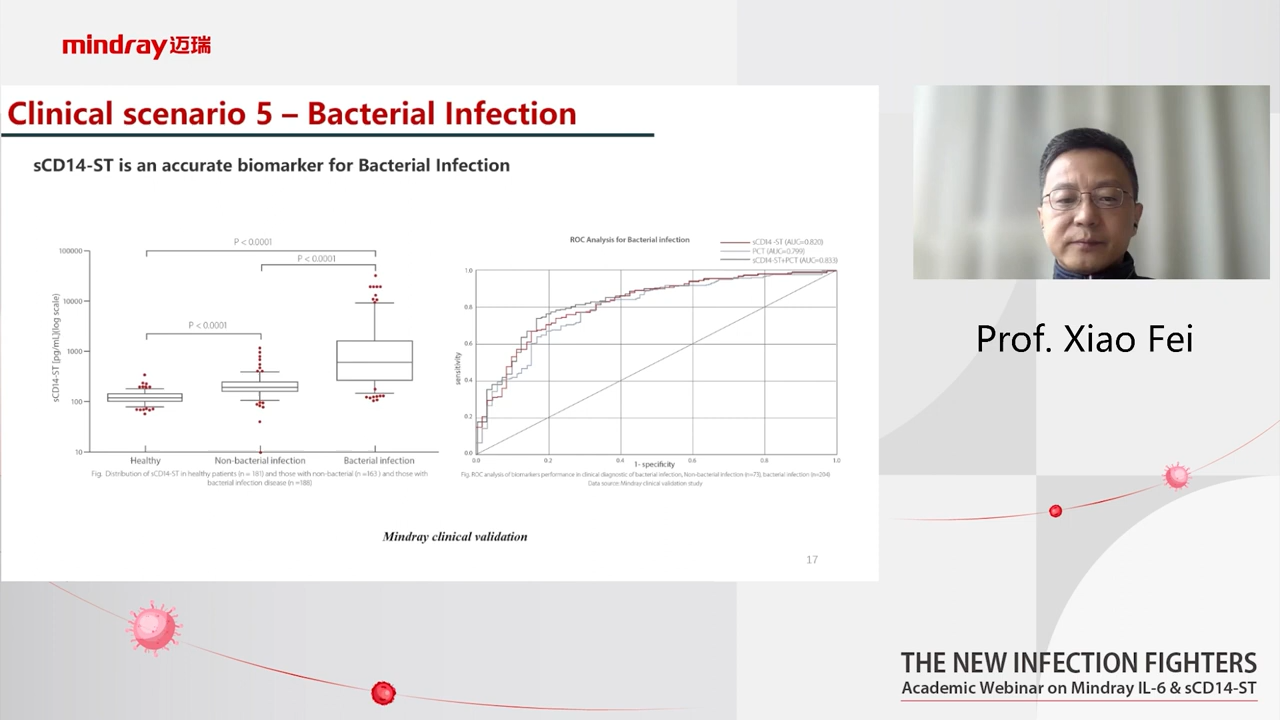 mindray迈瑞
Clinical scenario 5 – Bacterial Infection
sCD14-ST is an accurate biomarker for Bacterial Infection
P < 0.0001
P < 0.0001
P < 0.0001
sCD14-ST [pg/mL](log scale)
100000
10000
1000
100
10
Healthy
Non-bacterial infection
Bacterial infection
Fig. Distribution of sCD14-ST in healthy patients (n = 181) and those with non-bacterial (n =163 ) and those with
bacterial infection disease (n =188)
ROC Analysis for Bacterial infection
sCD14 -ST (AUC=0.820)
PCT (AUC=0.799)
sCD14-ST+PCT (AUC=0.833)
sensitivity
1.0
0.8
0.6
0.4
0.2
0.0
0.0
0.2
0.4
0.6
0.8
1.0
1- specificity
Fig. ROC analysis of biomarkers performance in clinical diagnostic of bacterial infection, Non-bacterial infection (n=73), bacterial infection (n=204)
Data source: Mindray clinical validation study
Mindray clinical validation
17
Prof. Xiao Fei
THE NEW INFECTION FIGHTERS
Academic Webinar on Mindray IL-6 & sCD14-ST